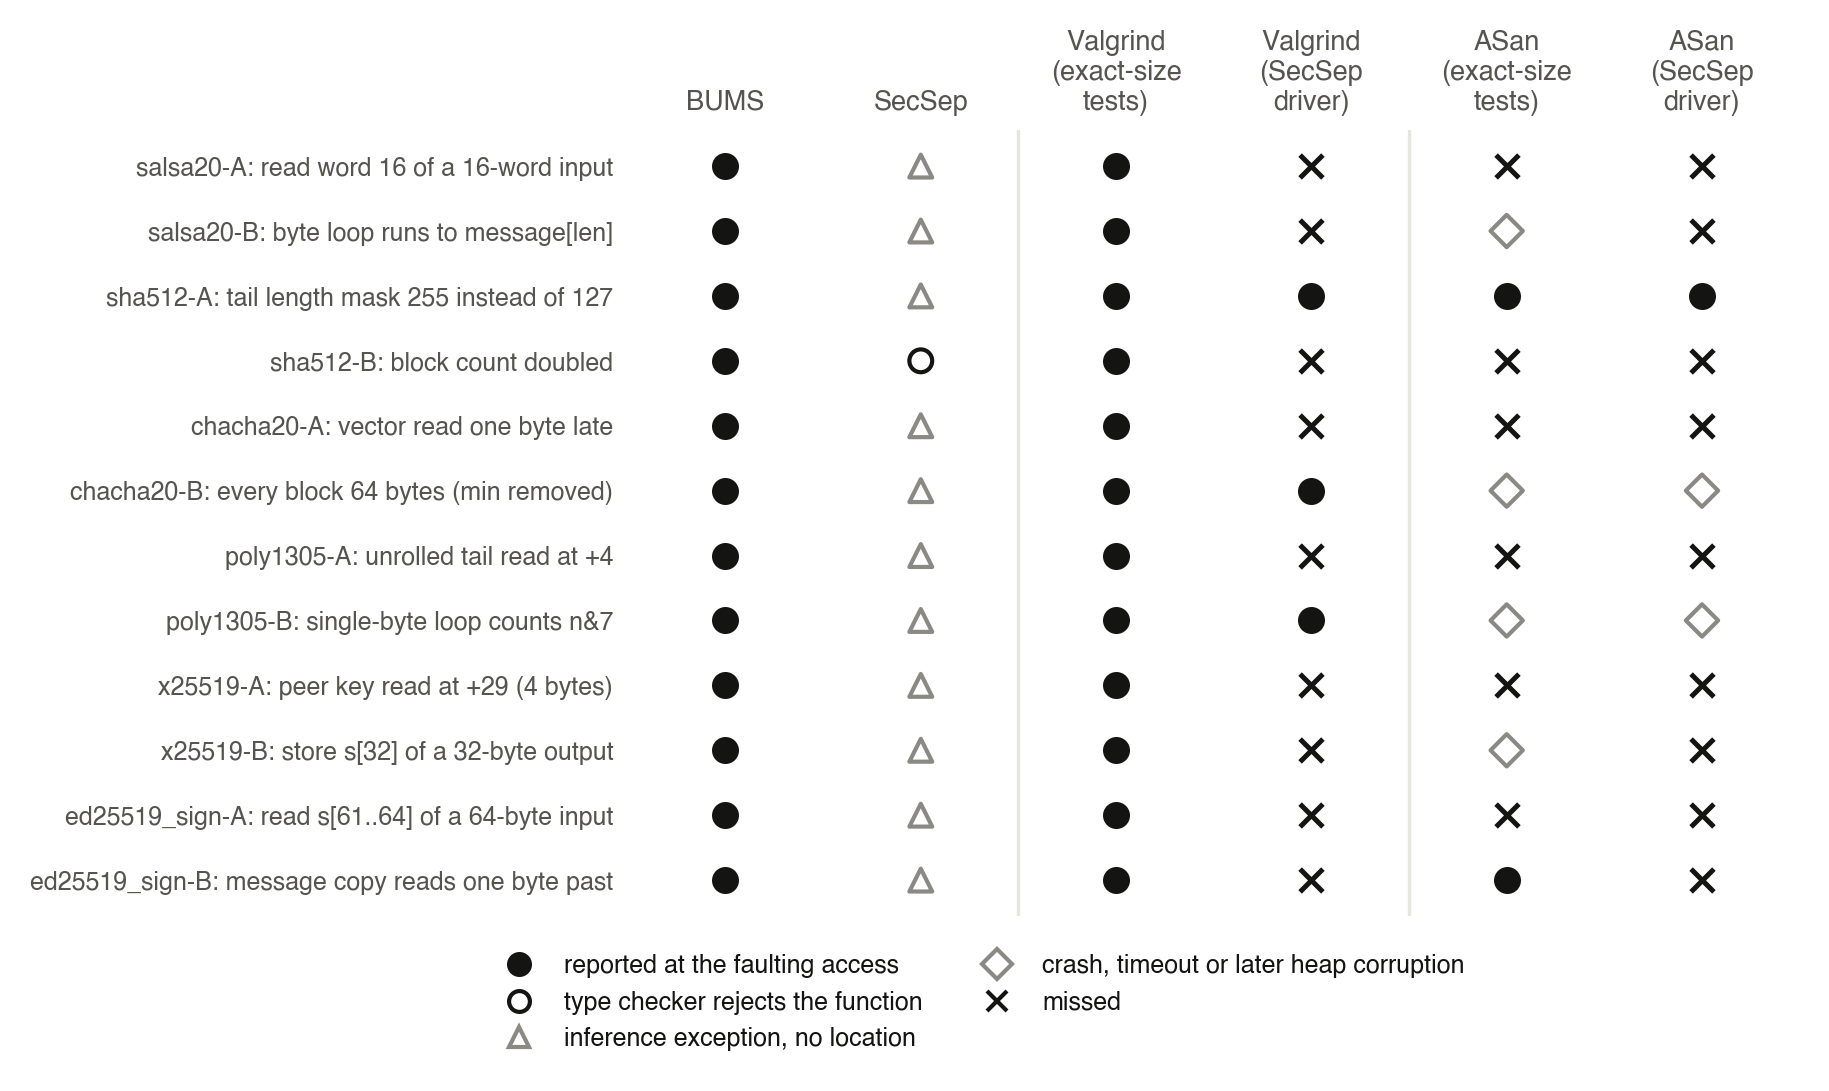 Valgrind
(exact-size
tests)
Valgrind
(SecSep
driver)
ASan
(exact-size
tests)
ASan
(SecSep
driver)
BUMS
SecSep
salsa20-A: read word 16 of a 16-word input
salsa20-B: byte loop runs to message[len]
sha512-A: tail length mask 255 instead of 127
sha512-B: block count doubled
chacha20-A: vector read one byte late
chacha20-B: every block 64 bytes (min removed)
poly1305-A: unrolled tail read at +4
poly1305-B: single-byte loop counts n&7
x25519-A: peer key read at +29 (4 bytes)
x25519-B: store s[32] of a 32-byte output
ed25519_sign-A: read s[61..64] of a 64-byte input
ed25519_sign-B: message copy reads one byte past
reported at the faulting access
type checker rejects the function
inference exception, no location
crash, timeout or later heap corruption
missed